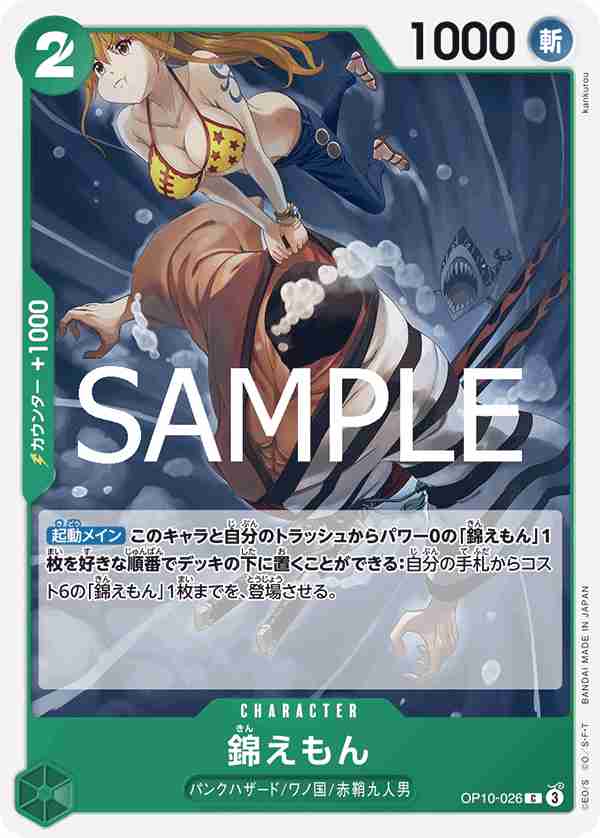 2
1000
斬
kankurou
カウンター +1000
SAMPLE
起動メイン このキャラと自分のトラッシュからパワー0の「錦えもん」1
枚を好きな順番でデッキの下に置くことができる：自分の手札からコス
ト6の「錦えもん」1枚までを、登場させる。
CHARACTER
きん
錦えもん
パンクハザード/ワノ国/赤鞘九人男
OP10-026 C 3
©E.O/S ©O/S・F・T BANDAI MADE IN JAPAN